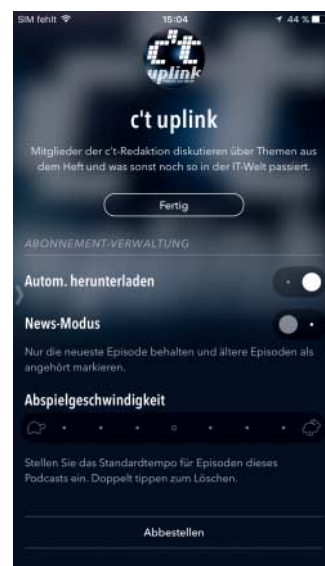 SIM fehlt 15:04 44 %
c't
uplink
c't uplink
Mitglieder der c't-Redaktion diskutieren über Themen aus
dem Heft und was sonst noch so in der IT-Welt passiert.
Fertig
ABONNEMENT-VERWALTUNG
Autom. herunterladen
News-Modus
Nur die neueste Episode behalten und ältere Episoden als
angehört markieren.
Abspielgeschwindigkeit
Stellen Sie das Standardtempo für Episoden dieses
Podcasts ein. Doppelt tippen zum Löschen.
Abbestellen